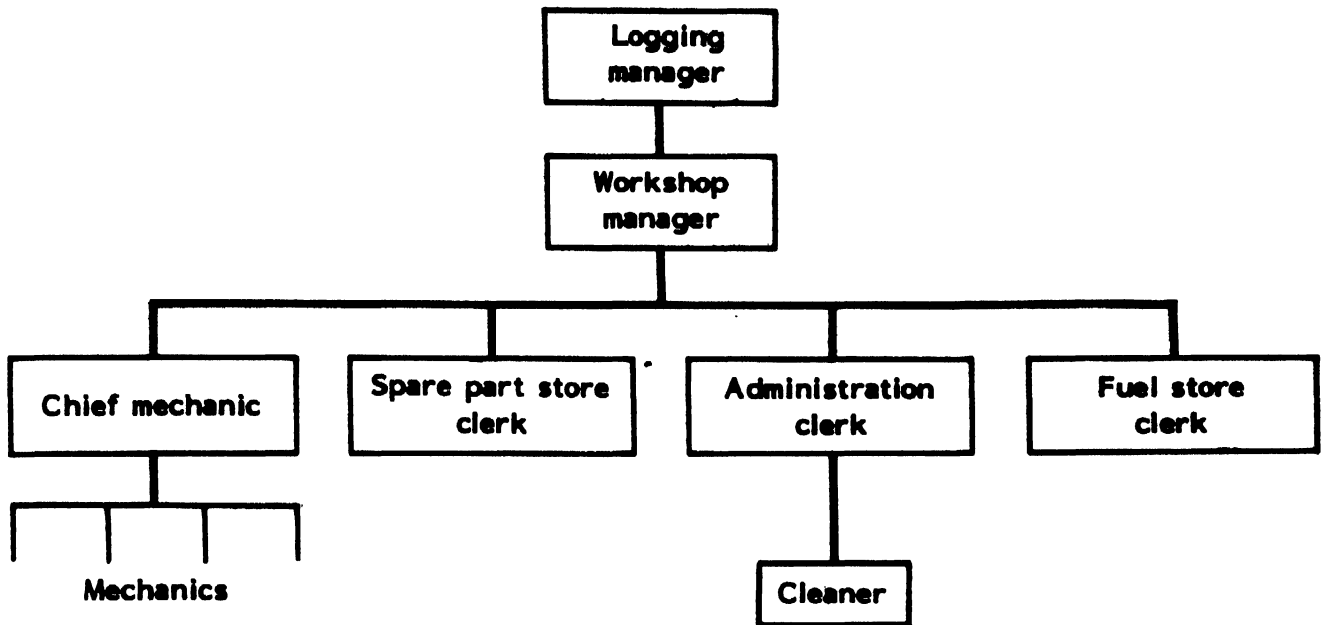 Logging
manager
Workshop
manager
Chief mechanic
Spare part store
clerk
Administration
clerk
Fuel store
clerk
Mechanics
Cleaner